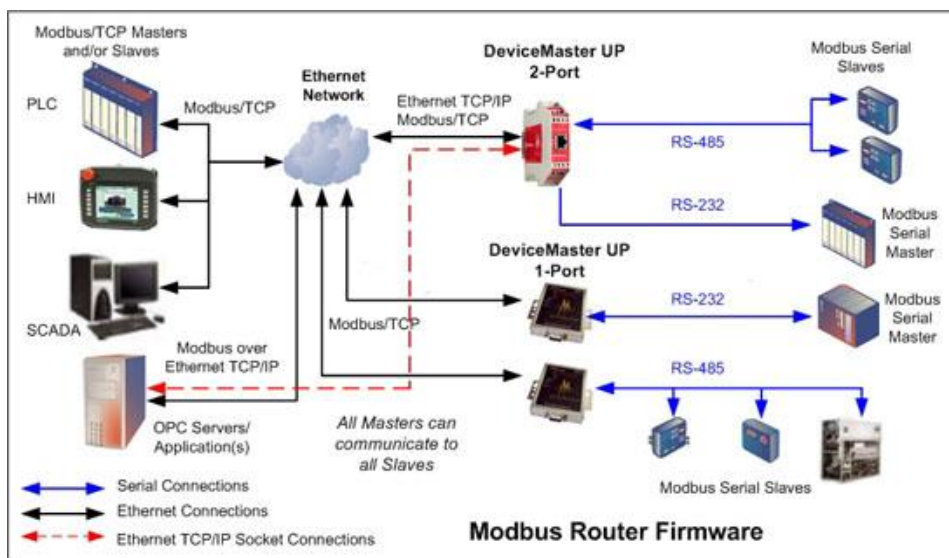 Modbus/TCP Masters
and/or Slaves
PLC
Modbus/TCP
HMI
SCADA
Ethernet
Network
Ethernet TCP/IP
Modbus/TCP
DeviceMaster UP
2-Port
Modbus Serial
Slaves
RS-485
RS-232
Modbus
Serial
Master
DeviceMaster UP
1-Port
RS-232
Modbus
Serial
Master
Modbus/TCP
Modbus over
Ethernet TCP/IP
RS-485
OPC Servers/
Application(s)
All Masters can
communicate to
all Slaves
Modbus Serial Slaves
Serial Connections
Ethernet Connections
Ethernet TCP/IP Socket Connections
Modbus Router Firmware